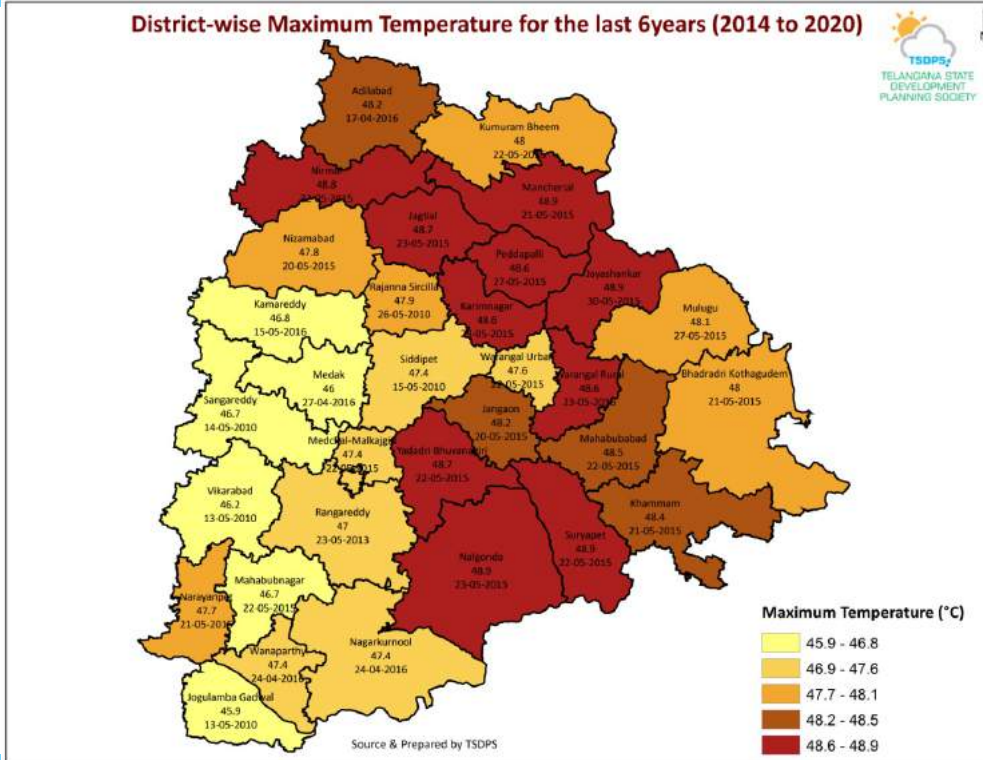 District-wise Maximum Temperature for the last 6years (2014 to 2020)
TSDPS
TELANGANA STATE
DEVELOPMENT
PLANNING SOCIETY
Adilabad
48.2
17-04-2016
Kumuram Bheem
48
Nirmal
48.8
Mancherial
48.9
21-05-2015
Jagtial
48.7
23-05-2015
Nizamabad
47.8
20-05-2015
Peddapalli
48.6
27-05-2015
Jayashankar
48.9
30-05-2015
Rajanna Sircilla
47.9
26-05-2010
Karimnagar
48.6
Mulugu
48.1
27-05-2015
Kamareddy
46.8
15-05-2016
Siddipet
47.4
15-05-2010
Warangal Urban
47.6
22-05-2015
Warangal Rural
48.6
Bhadradri Kothagudem
48
21-05-2015
Medak
46
27-04-2016
Sangareddy
46.7
14-05-2010
Jangaon
48.2
20-05-2015
Mahabubabad
48.5
22-05-2015
Medchal-Malkajgiri
47.4
22-05-2015
Yadadri Bhuvanagiri
48.7
22-05-2015
Vikarabad
46.2
13-05-2010
Rangareddy
47
23-05-2013
Khammam
48.4
21-05-2015
Suryapet
48.9
22-05-2015
Nalgonda
48.9
23-05-2015
Narayanpet
47.7
Mahabubnagar
46.7
22-05-2015
Nagarkurnool
47.4
24-04-2016
Wanaparthy
47.4
24-04-2016
Jogulamba Gadwal
45.9
13-05-2010
Maximum Temperature (°C)
45.9 - 46.8
46.9 - 47.6
47.7 - 48.1
48.2 - 48.5
48.6 - 48.9
Source & Prepared by TSDPS